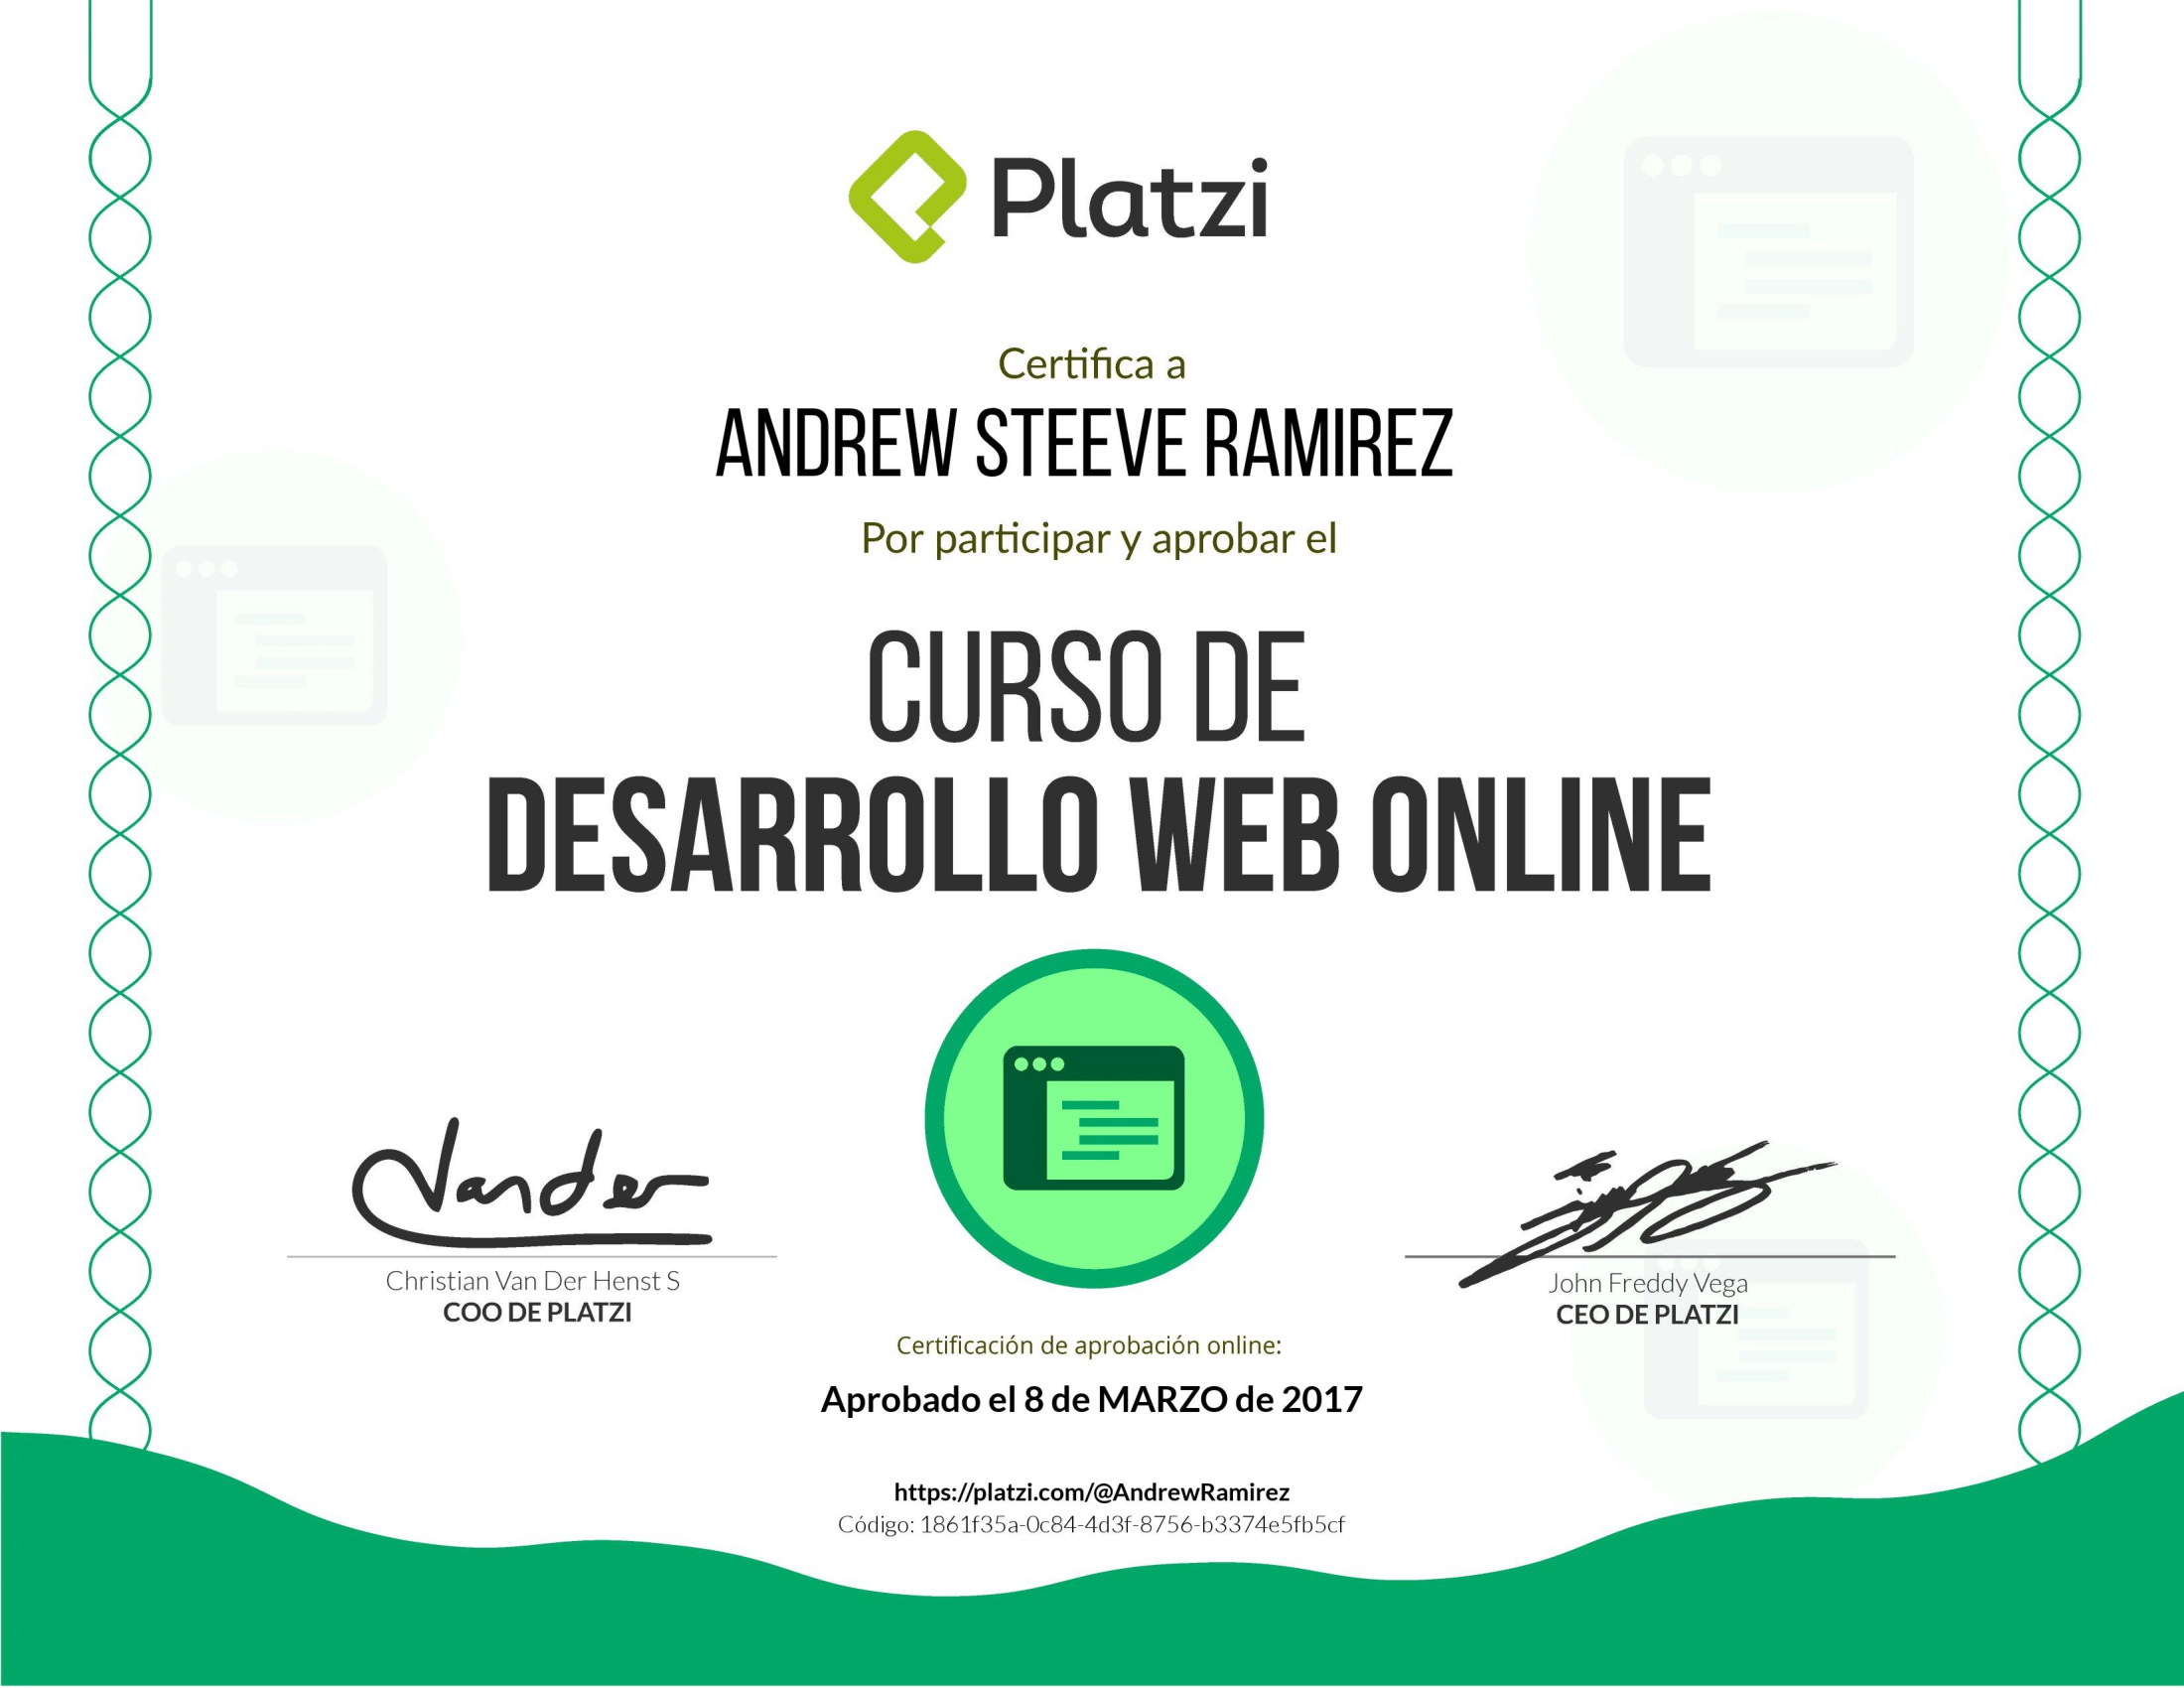 Platzi
Certifica a
ANDREW STEEVE RAMIREZ
Por participar y aprobar el
CURSO DE
DESARROLLO WEB ONLINE
Vander
Christian Van Der Henst S
COO DE PLATZI
John Freddy Vega
CEO DE PLATZI
Certificación de aprobación online:
Aprobado el 8 de MARZO de 2017
https://platzi.com/@AndrewRamirez
Código: 1861f35a-0c84-4d3f-8756-b3374e5fb5cf